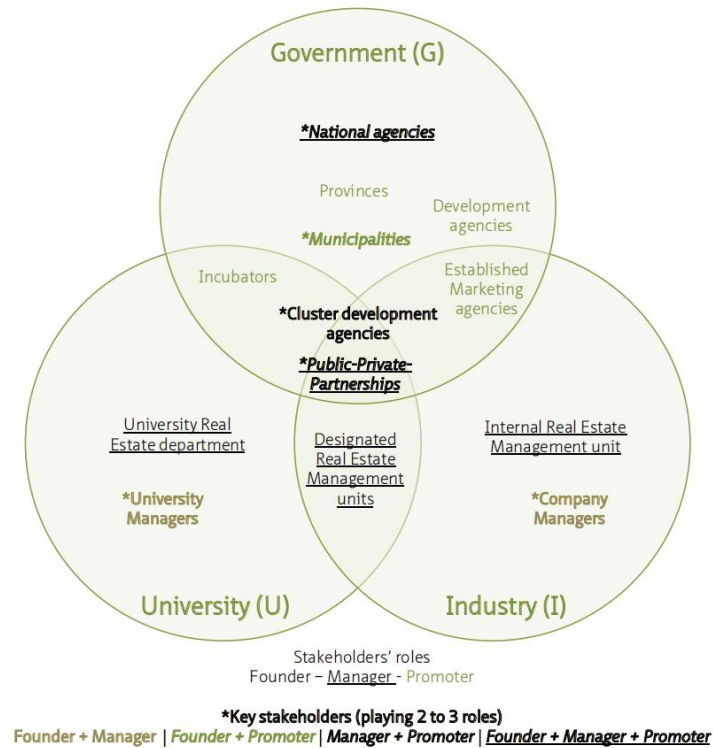 Government (G)
*National agencies
Provinces
Development
agencies
*Municipalities
Incubators
Established
Marketing
agencies
*Cluster development
agencies
*Public-Private-
Partnerships
University Real
Estate department
Designated
Real Estate
Management
units
Internal Real Estate
Management unit
*University
Managers
*Company
Managers
University (U)
Industry (I)
Stakeholders' roles
Founder – Manager - Promoter
*Key stakeholders (playing 2 to 3 roles)
Founder + Manager | Founder + Promoter | Manager + Promoter | Founder + Manager + Promoter